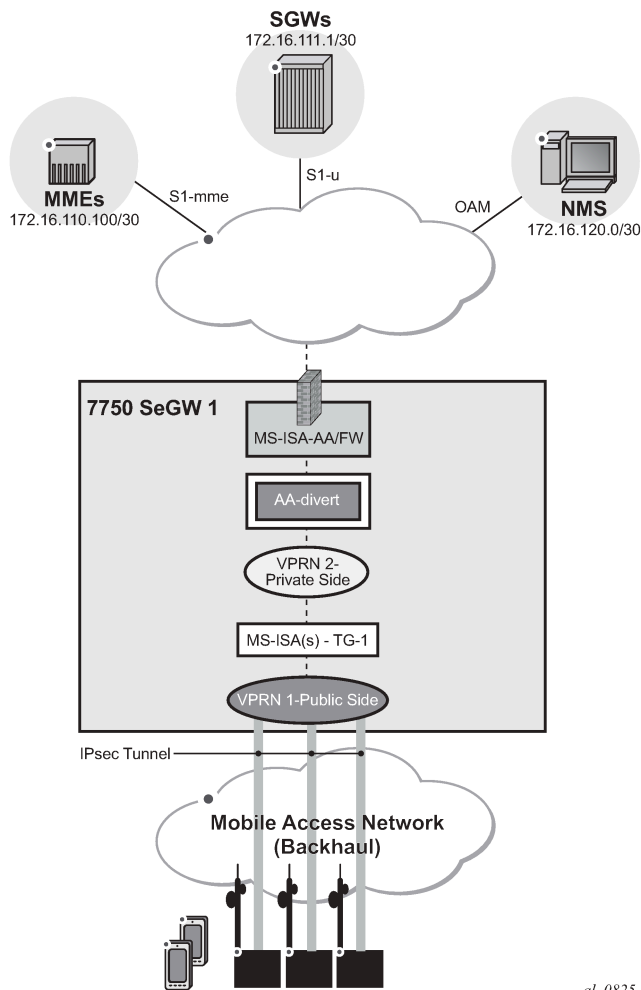 SGWs
172.16.111.1/30
MMEs
172.16.110.100/30
S1-mme
S1-u
OAM
NMS
172.16.120.0/30
7750 SeGW 1
MS-ISA-AA/FW
AA-divert
VPRN 2-
Private Side
MS-ISA(s) - TG-1
VPRN 1-Public Side
IPsec Tunnel
Mobile Access Network
(Backhaul)
al_0825